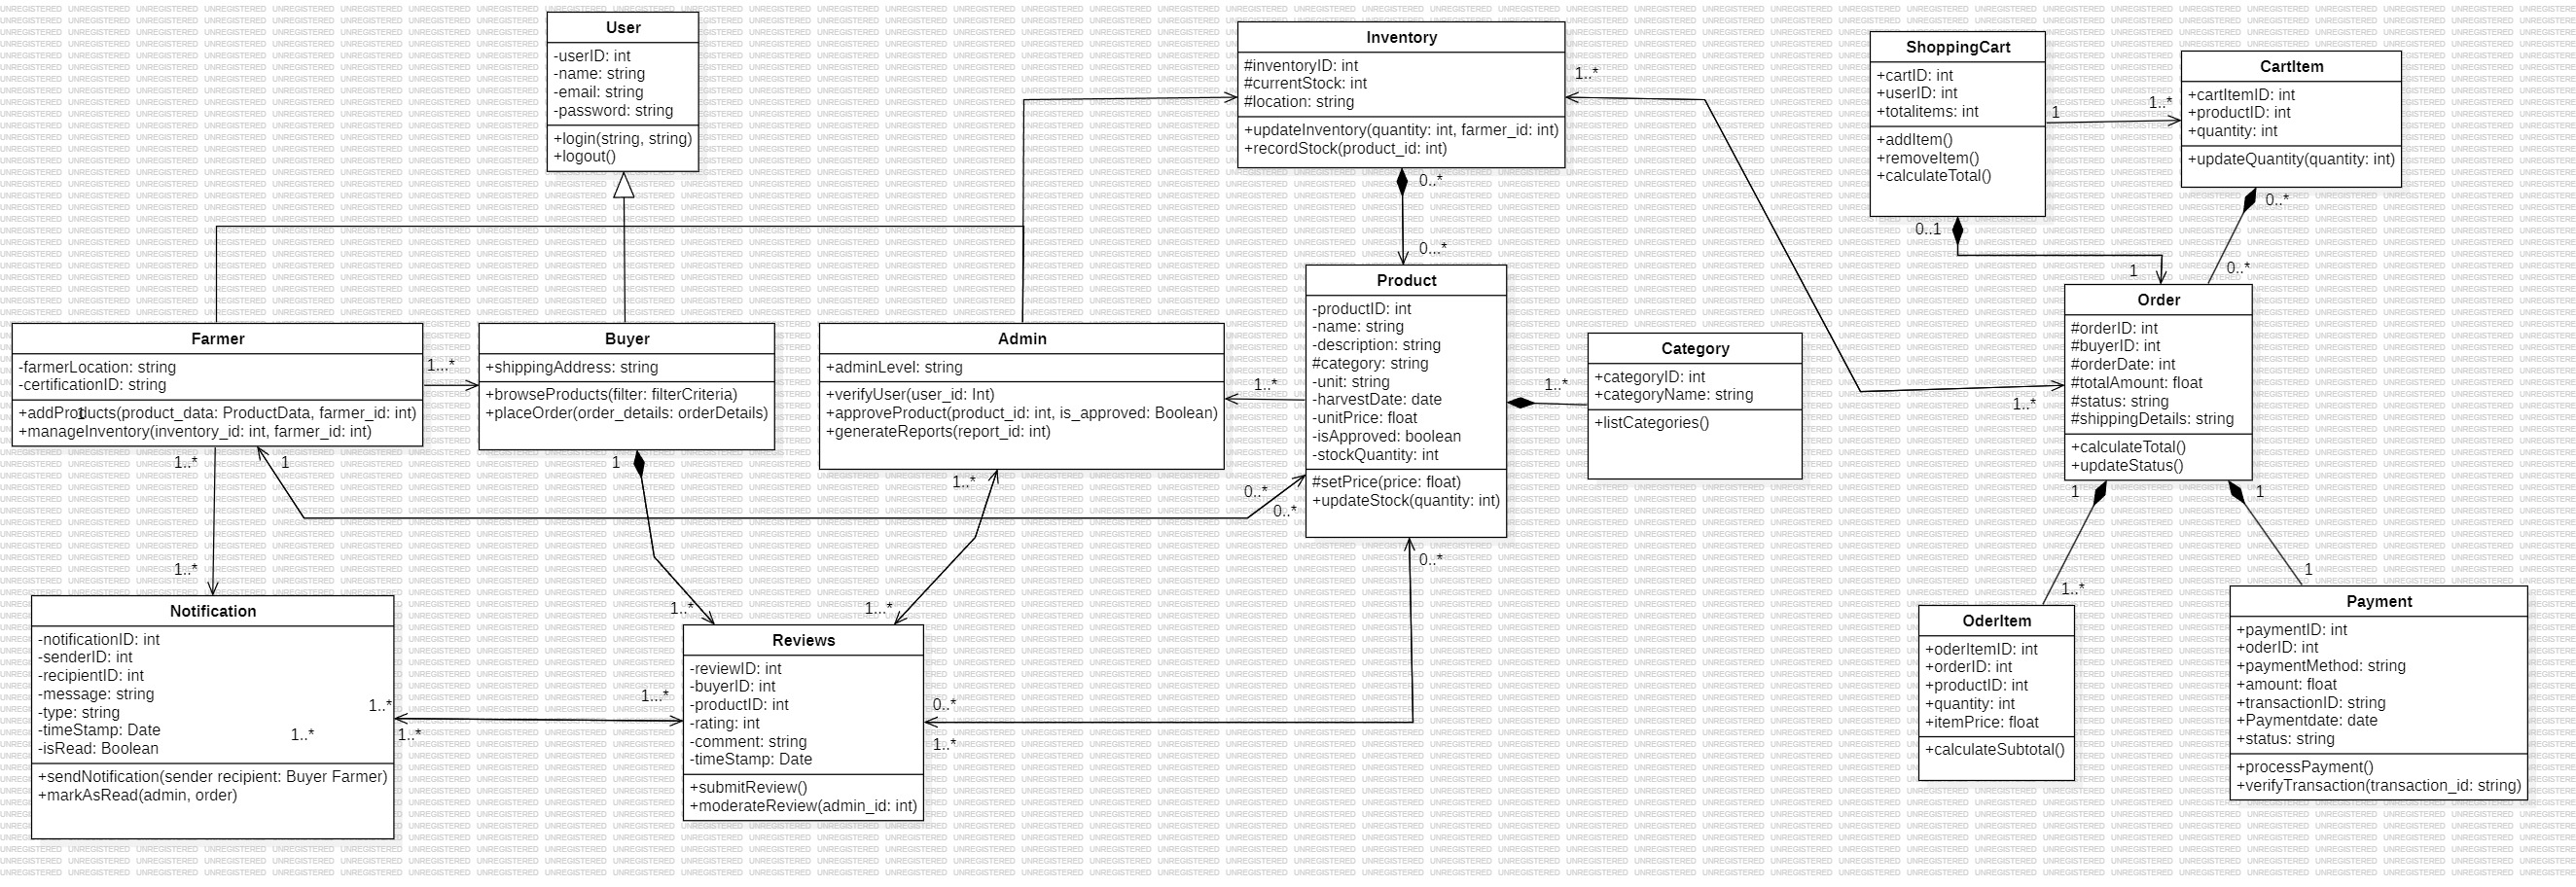 User
-userID: int
-name: string
-email: string
-password: string
+login(string, string)
+logout()
Inventory
#inventoryID: int
#currentStock: int
#location: string
+updateInventory(quantity: int, farmer_id: int)
+recordStock(product_id: int)
1..*
0..*
0...*
ShoppingCart
+cartID: int
+userID: int
+totalitems: int
+addItem()
+removeItem()
+calculateTotal()
1
1..*
0..1
1
CartItem
+cartItemID: int
+productID: int
+quantity: int
+updateQuantity(quantity: int)
0..*
0..*
Farmer
-farmerLocation: string
-certificationID: string
+addProducts(product_data: ProductData, farmer_id: int)
1
+manageInventory(inventory_id: int, farmer_id: int)
1...*
1..*
1
1..*
Buyer
+shippingAddress: string
+browseProducts(filter: filterCriteria)
+placeOrder(order_details: orderDetails)
1
1..*
Admin
+adminLevel: string
+verifyUser(user_id: Int)
+approveProduct(product_id: int, is_approved: Boolean)
+generateReports(report_id: int)
1..*
1..*
1...*
Product
-productID: int
-name: string
-description: string
#category: string
-unit: string
-harvestDate: date
-unitPrice: float
-isApproved: boolean
-stockQuantity: int
#setPrice(price: float)
+updateStock(quantity: int)
0..*
0..*
0..*
1...*
Category
+categoryID: int
+categoryName: string
+listCategories()
Order
#orderID: int
#buyerID: int
#orderDate: int
#totalAmount: float
#status: string
#shippingDetails: string
+calculateTotal()
+updateStatus()
1..*
1
1
1..*
1
Notification
-notificationID: int
-senderID: int
-recipientID: int
-message: string
-type: string
-timeStamp: Date
-isRead: Boolean
+sendNotification(sender recipient: Buyer Farmer)
+markAsRead(admin, order)
1..*
1..*
1..*
1...*
Reviews
-reviewID: int
-buyerID: int
-productID: int
-rating: int
-comment: string
-timeStamp: Date
+submitReview()
+moderateReview(admin_id: int)
0..*
1..*
OderItem
+oderItemID: int
+orderID: int
+productID: int
+quantity: int
+itemPrice: float
+calculateSubtotal()
Payment
+paymentID: int
+oderID: int
+paymentMethod: string
+amount: float
+transactionID: string
+Paymentdate: date
+status: string
+processPayment()
+verifyTransaction(transaction_id: string)
UNREGISTERED